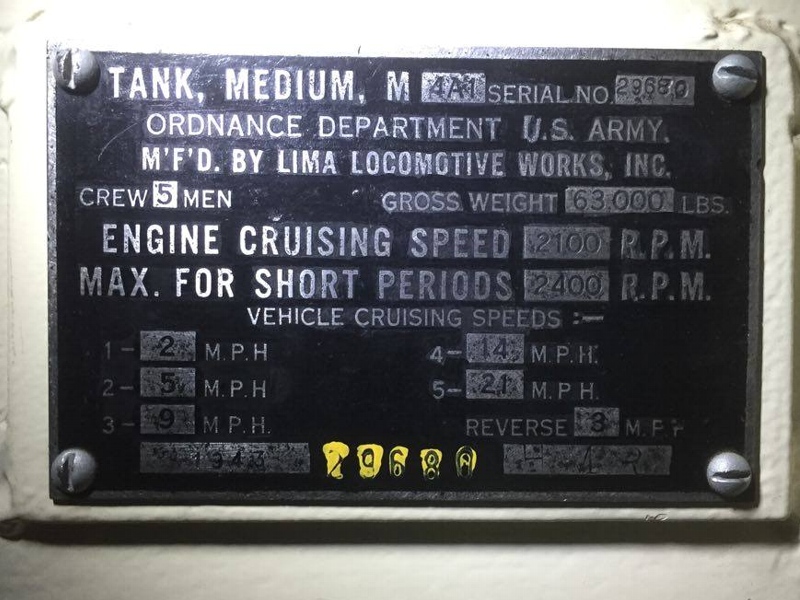 TANK, MEDIUM, M 4A1 SERIAL NO. 29680
ORDNANCE DEPARTMENT U.S. ARMY.
M'F'D. BY LIMA LOCOMOTIVE WORKS, INC.
CREW 5 MEN GROSS WEIGHT 63000 LBS.
ENGINE CRUISING SPEED 2100 R.P.M.
MAX. FOR SHORT PERIODS 2400 R.P.M.
VEHICLE CRUISING SPEEDS :-
1- 2 M.P.H 4- 14 M.P.H.
2- 5 M.P.H 5- 21 M.P.H.
3- 9 M.P.H. REVERSE 3 M.P.H
1943 29680